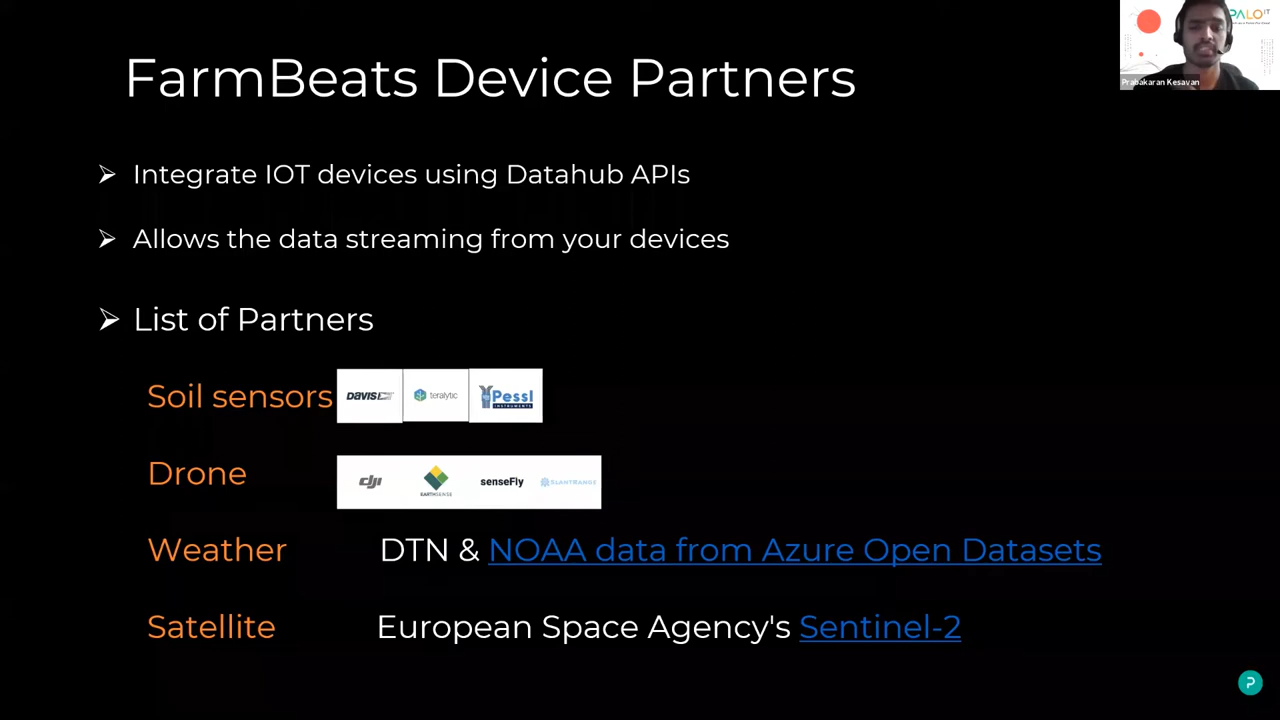 FarmBeats Device Partners
PALO IT
Prabakaran Kesavan
Integrate IOT devices using Datahub APIs
Allows the data streaming from your devices
List of Partners
Soil sensors DAVIS teralytic Pessl INSTRUMENTS
Drone dji EARTHSENSE senseFly SLANTRANGE
Weather DTN & NOAA data from Azure Open Datasets
Satellite European Space Agency's Sentinel-2